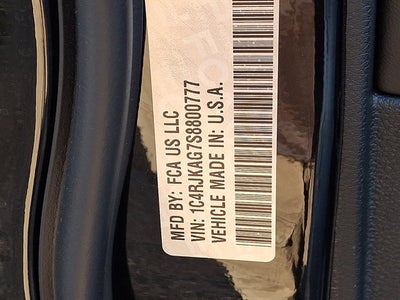 MFD BY: FCA US LLC
VIN: 1C4RJKAG7S8800777
VEHICLE MADE IN: U.S.A.